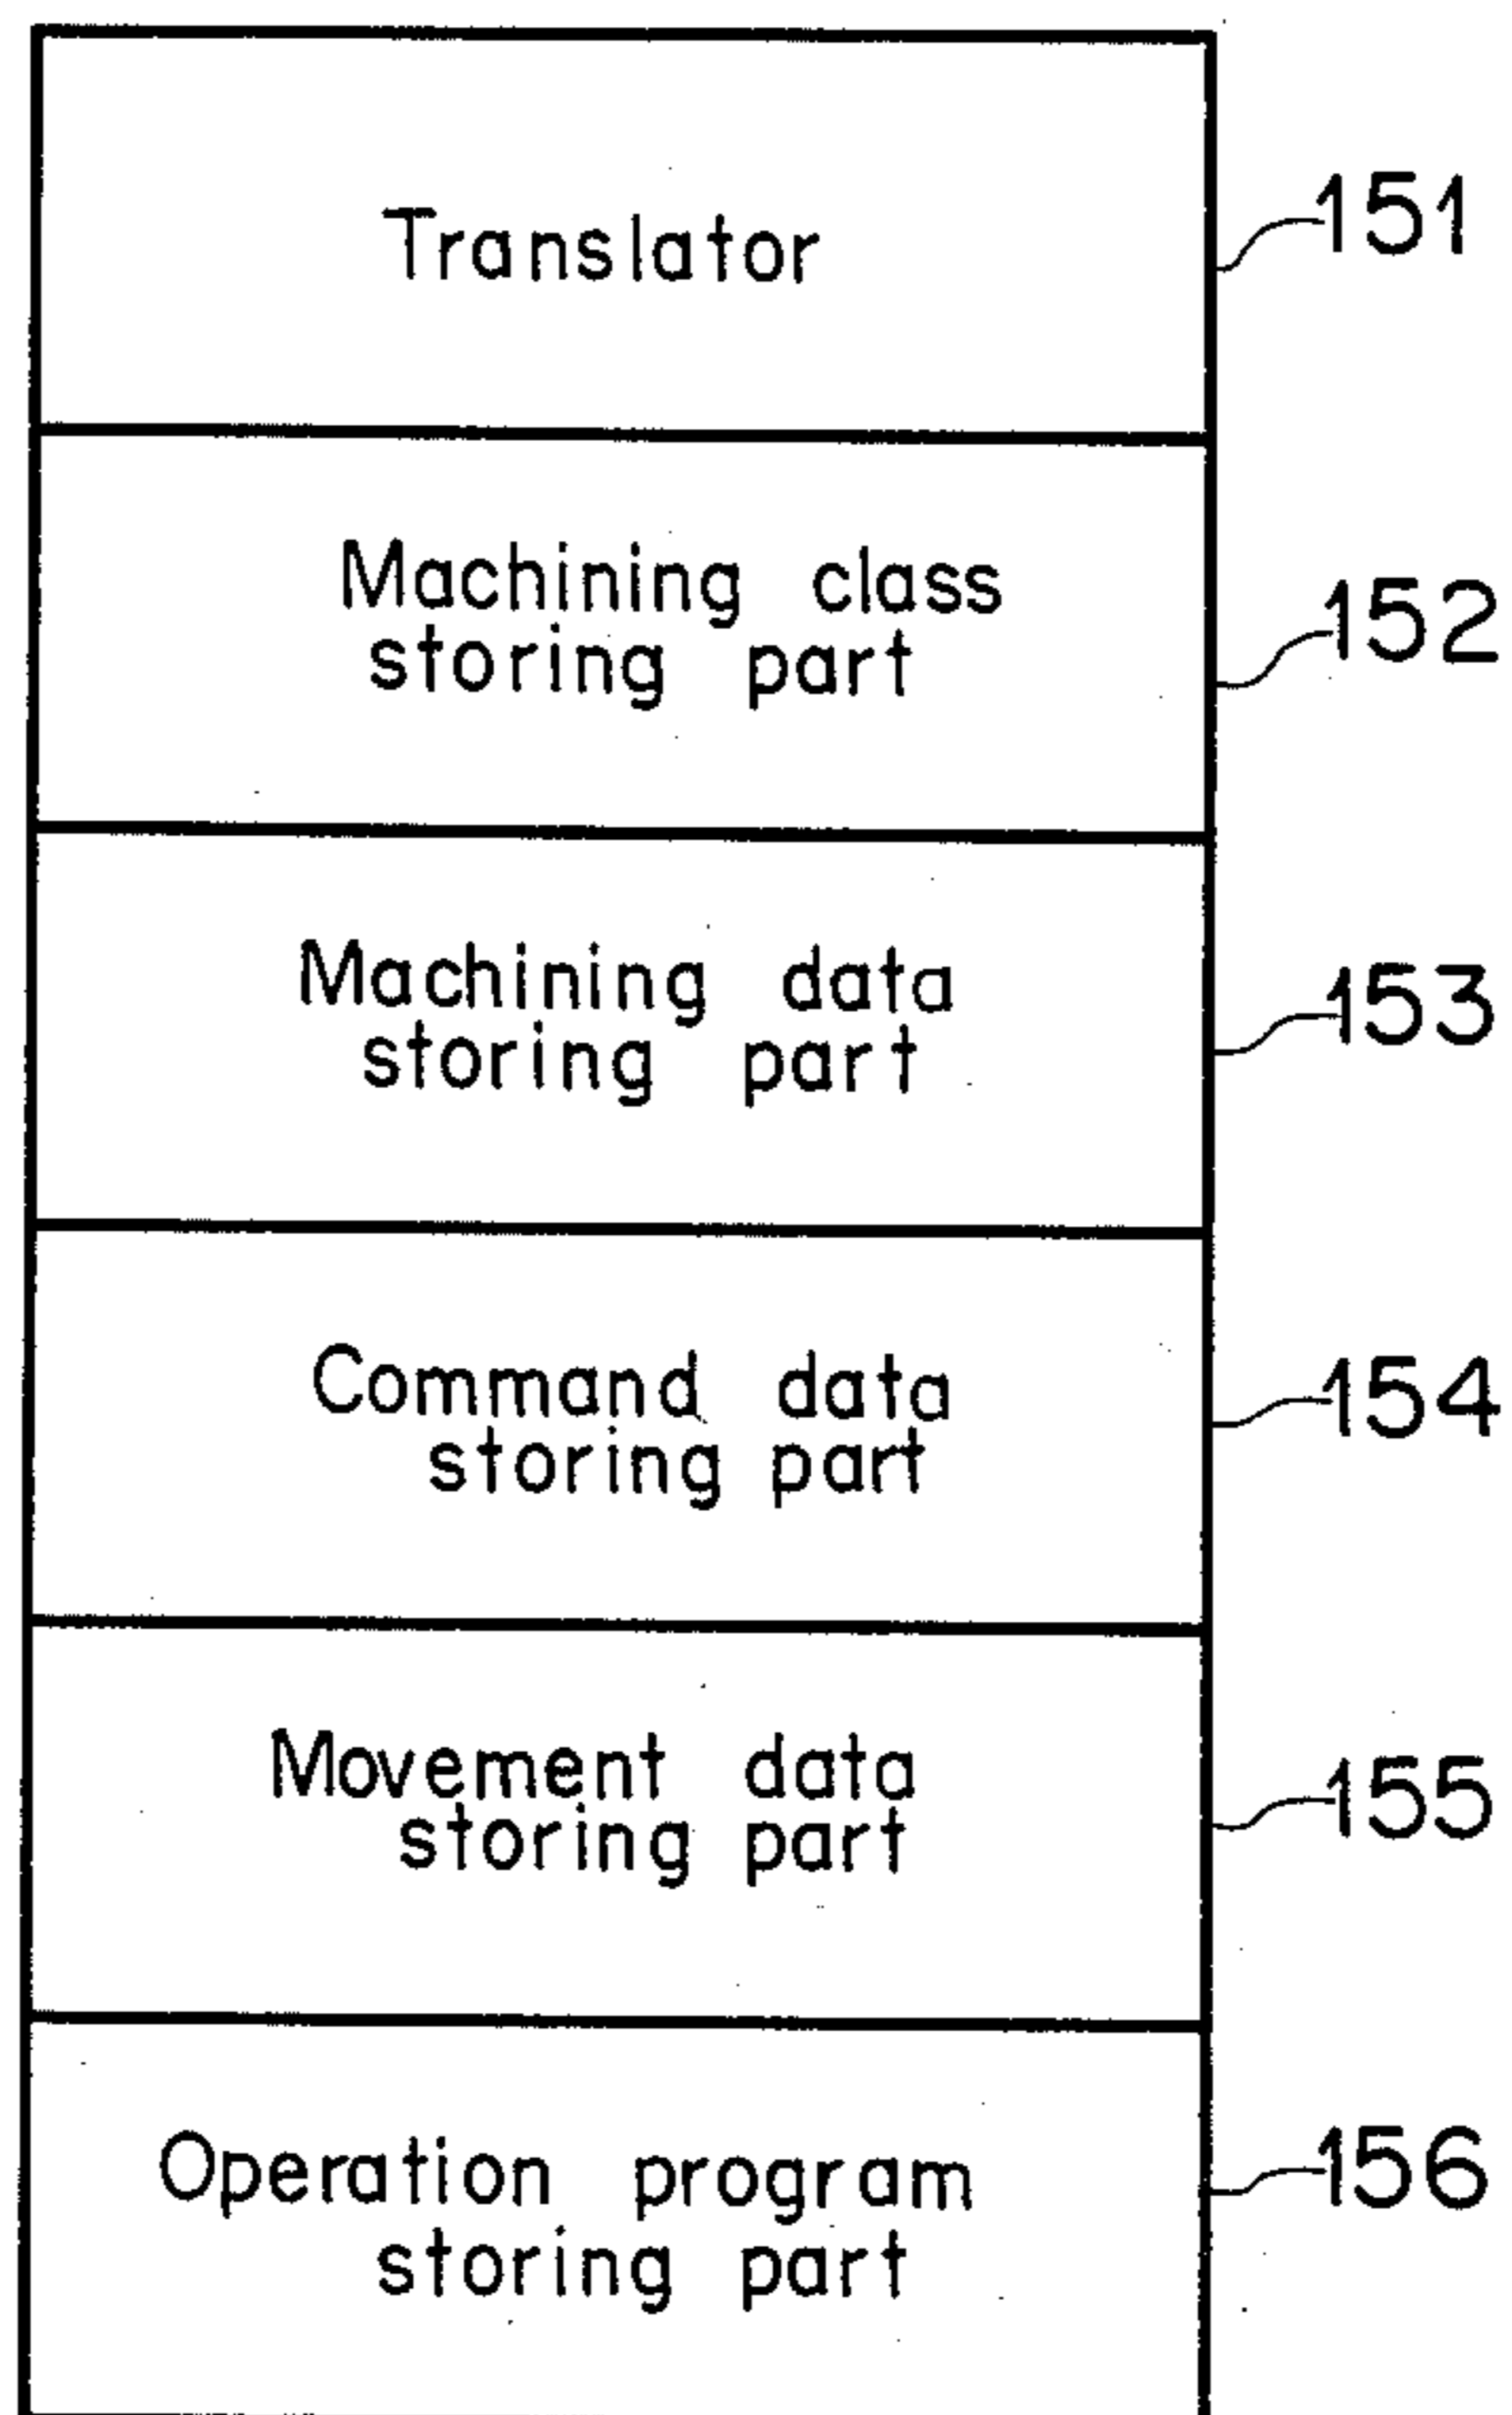 Translator
151
Machining class
storing part
152
Machining data
storing part
153
Command data
storing part
154
Movement data
storing part
155
Operation program
storing part
156